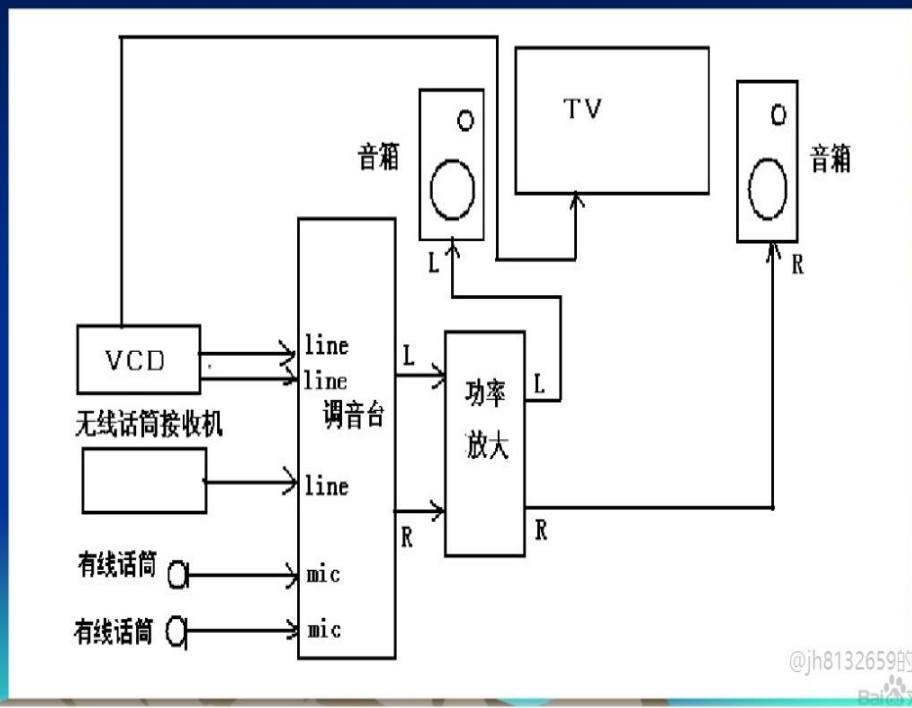 TV
音箱
音箱
L
R
VCD
line
line
L
调音台
功率
放大
L
无线话筒接收机
line
R
R
有线话筒
mic
有线话筒
mic
@jh8132659的
Bai